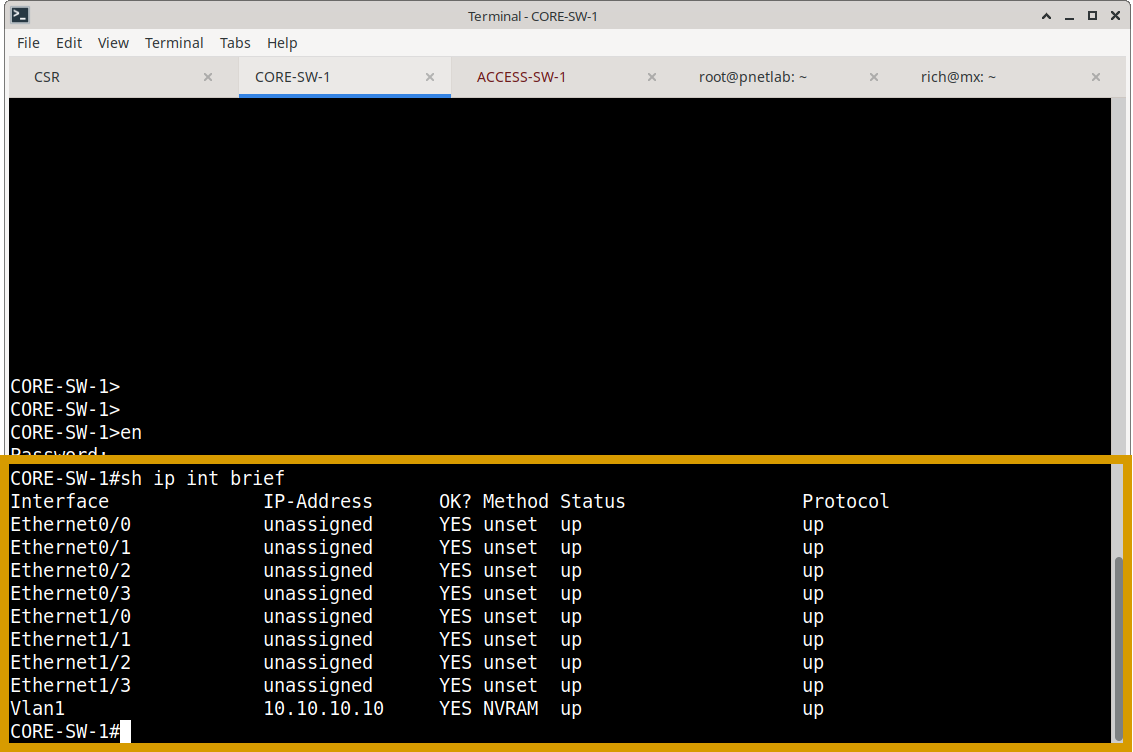 Terminal - CORE-SW-1
File Edit View Terminal Tabs Help
CSR CORE-SW-1 ACCESS-SW-1 root@pnetlab: ~ rich@mx: ~
CORE-SW-1>
CORE-SW-1>
CORE-SW-1>en
Password:
CORE-SW-1#sh ip int brief
Interface IP-Address OK? Method Status Protocol
Ethernet0/0 unassigned YES unset up up
Ethernet0/1 unassigned YES unset up up
Ethernet0/2 unassigned YES unset up up
Ethernet0/3 unassigned YES unset up up
Ethernet1/0 unassigned YES unset up up
Ethernet1/1 unassigned YES unset up up
Ethernet1/2 unassigned YES unset up up
Ethernet1/3 unassigned YES unset up up
Vlan1 10.10.10.10 YES NVRAM up up
CORE-SW-1#